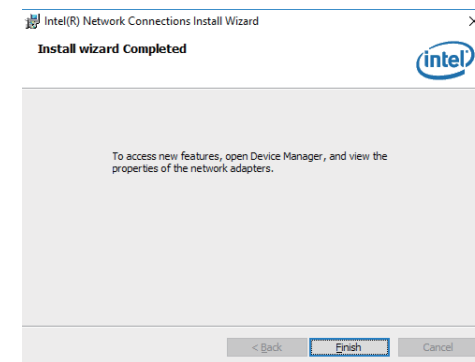 Intel(R) Network Connections Install Wizard
Install wizard Completed
intel
To access new features, open Device Manager, and view the
properties of the network adapters.
< Back
Finish
Cancel